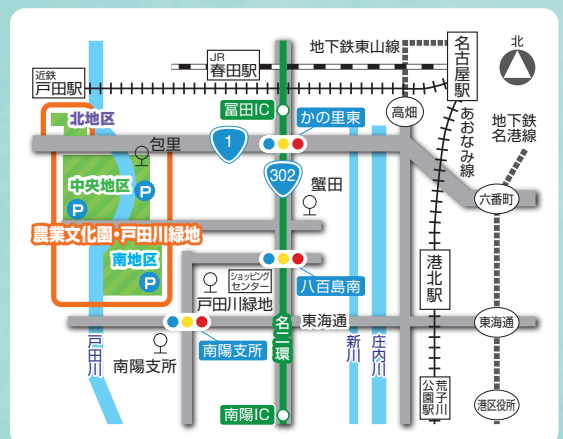 北
地下鉄東山線
名古屋駅
JR
春田駅
近鉄
戸田駅
高畑
あおなみ線
地下鉄
名港線
冨田IC
かの里東
北地区
包里
1
302
中央地区
P
P
蟹田
六番町
農業文化園・戸田川緑地
南地区
P
ショッピング
センター
戸田川緑地
八百島南
港北駅
東海通
東海通
名二環
戸田川
新川
庄内川
南陽支所
南陽支所
南陽IC
荒子川
公園駅
港区役所